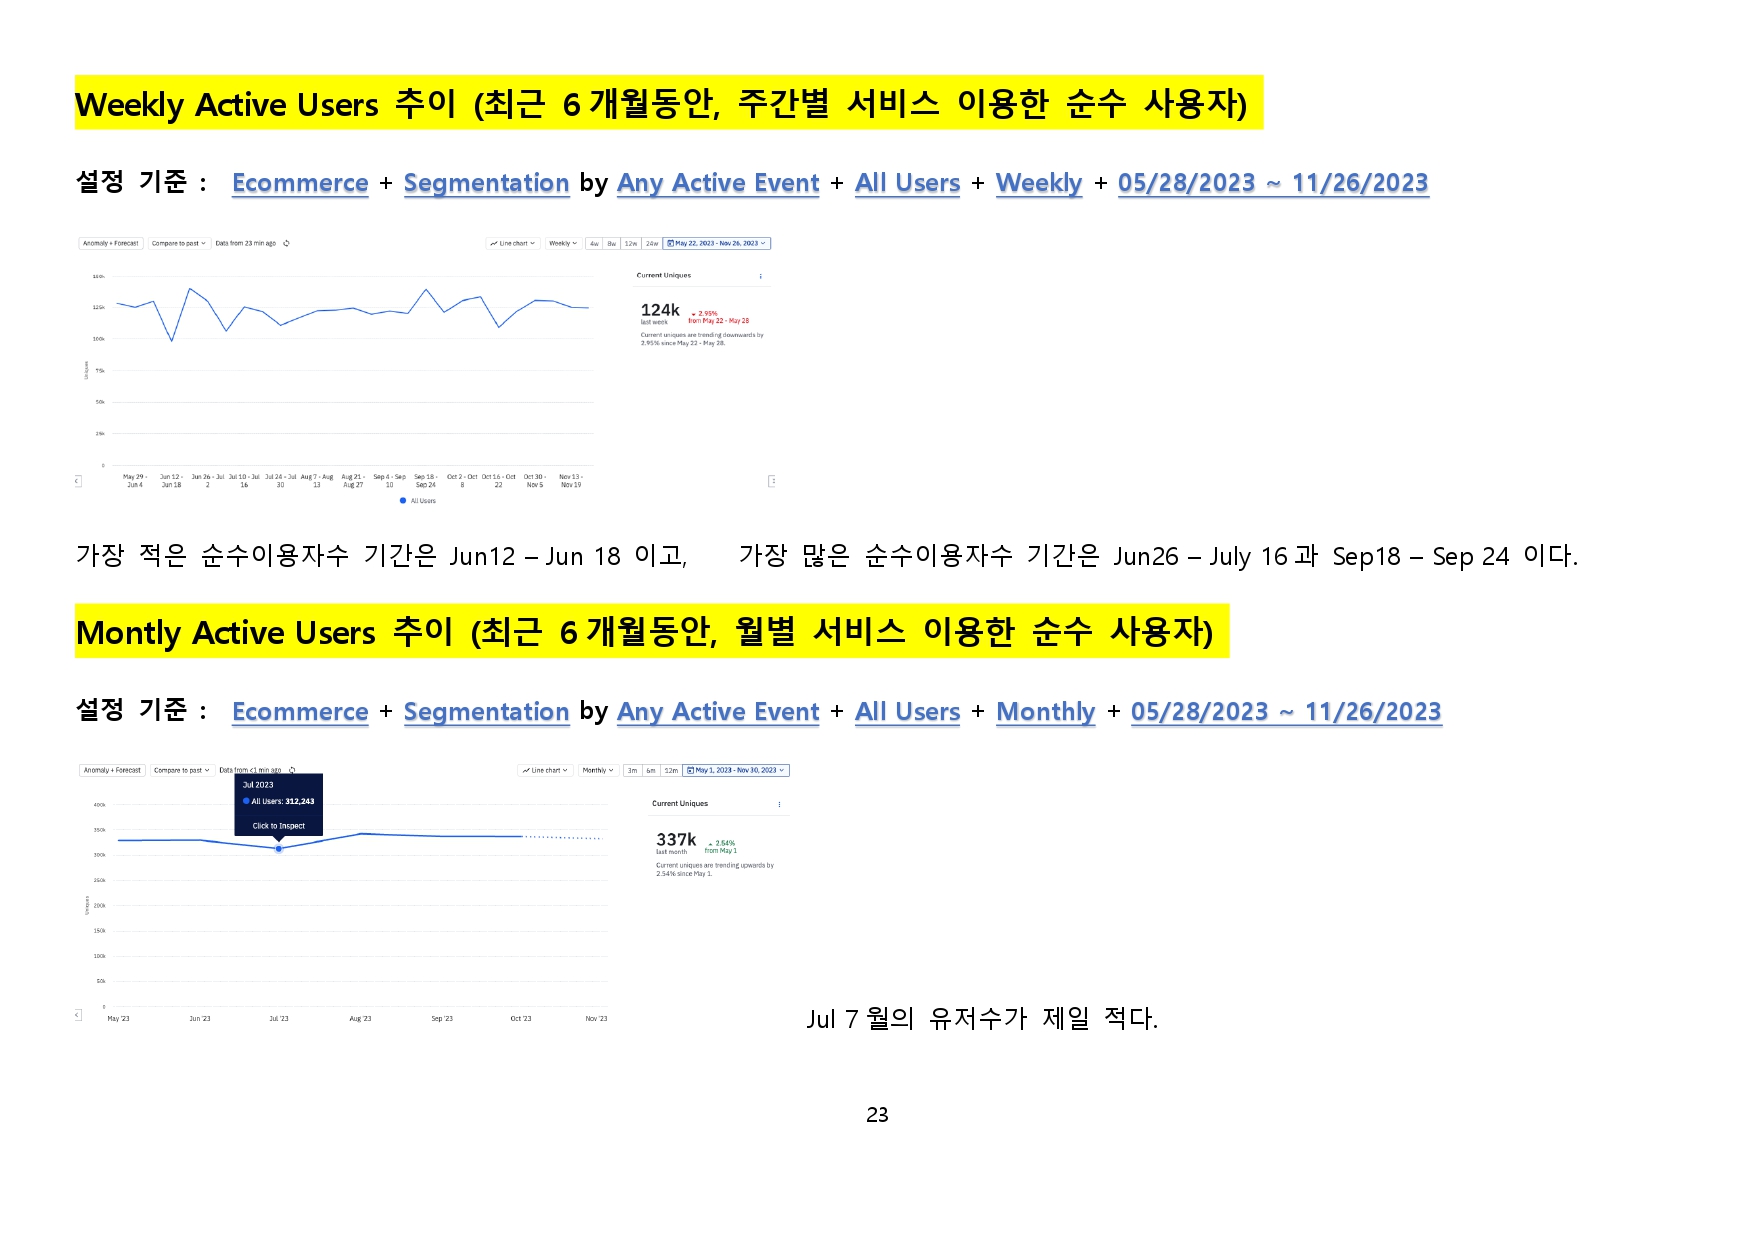 Weekly Active Users 추이 (최근 6개월동안, 주간별 서비스 이용한 순수 사용자)
설정 기준 : Ecommerce + Segmentation by Any Active Event + All Users + Weekly + 05/28/2023 ~ 11/26/2023
Anomaly + Forecast Compare to past Data from 23 min ago Line chart Weekly 4w 8w 12w 24w May 22, 2023 - Nov 26, 2023
Current Uniques
124k 2.95%
last week from May 22 - May 28
Current uniques are trending downwards by
2.95% since May 22 - May 28.
125k
100k
75k
50k
25k
0
Uniques
May 29 - Jun 12 - Jun 26 - Jul Jul 10 - Jul Jul 24 - Jul Aug 7 - Aug Aug 21 - Sep 4 - Sep Sep 18 - Oct 2 - Oct Oct 16 - Oct Oct 30 - Nov 13 -
Jun 4 Jun 18 2 16 30 13 Aug 27 10 Sep 24 8 22 Nov 5 Nov 19
All Users
가장 적은 순수이용자수 기간은 Jun12 – Jun 18 이고, 가장 많은 순수이용자수 기간은 Jun26 – July 16과 Sep18 – Sep 24 이다.
Montly Active Users 추이 (최근 6개월동안, 월별 서비스 이용한 순수 사용자)
설정 기준 : Ecommerce + Segmentation by Any Active Event + All Users + Monthly + 05/28/2023 ~ 11/26/2023
Anomaly + Forecast Compare to past Data from <1 min ago Line chart Monthly 3m 6m 12m May 1, 2023 - Nov 30, 2023
Jul 2023
All Users: 312,243
Click to Inspect
Current Uniques
337k 2.54%
last month from May 1
Current uniques are trending upwards by
2.54% since May 1.
400k
350k
300k
250k
200k
150k
100k
50k
0
Uniques
May '23 Jun '23 Jul '23 Aug '23 Sep '23 Oct '23 Nov '23
Jul 7월의 유저수가 제일 적다.
23